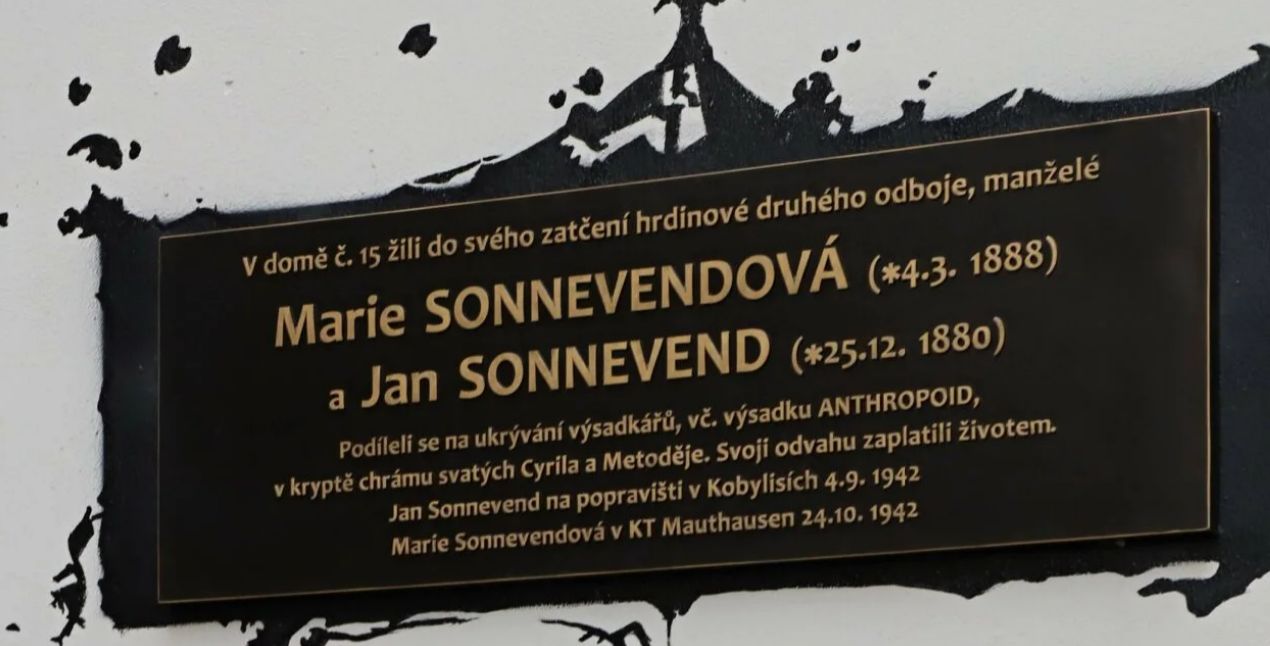 V domě č. 15 žili do svého zatčení hrdinové druhého odboje, manželé
Marie SONNEVENDOVÁ (*4.3. 1888)
a Jan SONNEVEND (*25.12. 1880)
Podíleli se na ukrývání výsadkářů, vč. výsadku ANTHROPOID,
v kryptě chrámu svatých Cyrila a Metoděje. Svoji odvahu zaplatili životem.
Jan Sonnevend na popravišti v Kobylisích 4.9. 1942
Marie Sonnevendová v KT Mauthausen 24.10. 1942